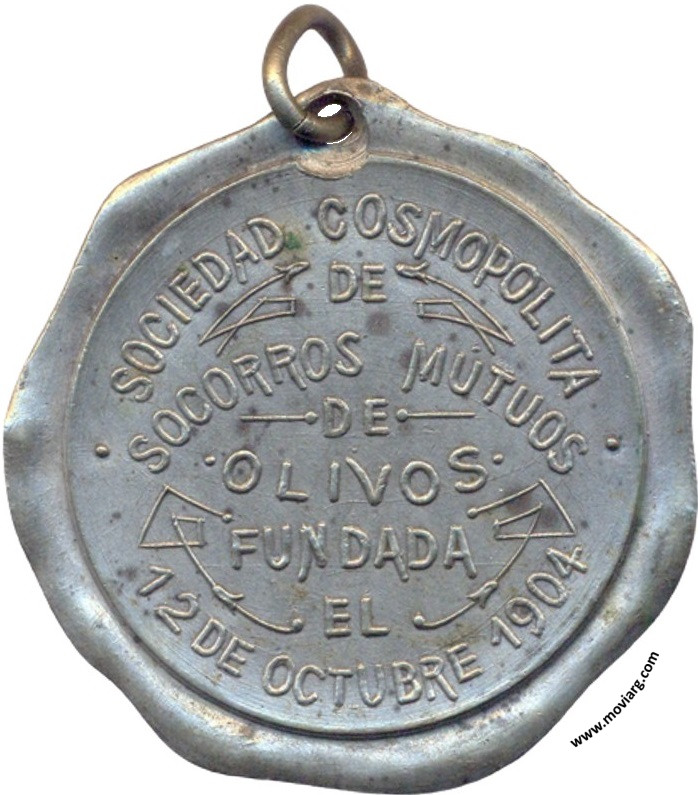 SOCIEDAD COSMOPOLITA
DE
SOCORROS MUTUOS
DE
·OLIVOS·
FUNDADA
EL
12 DE OCTUBRE 1904
www.moviarg.com